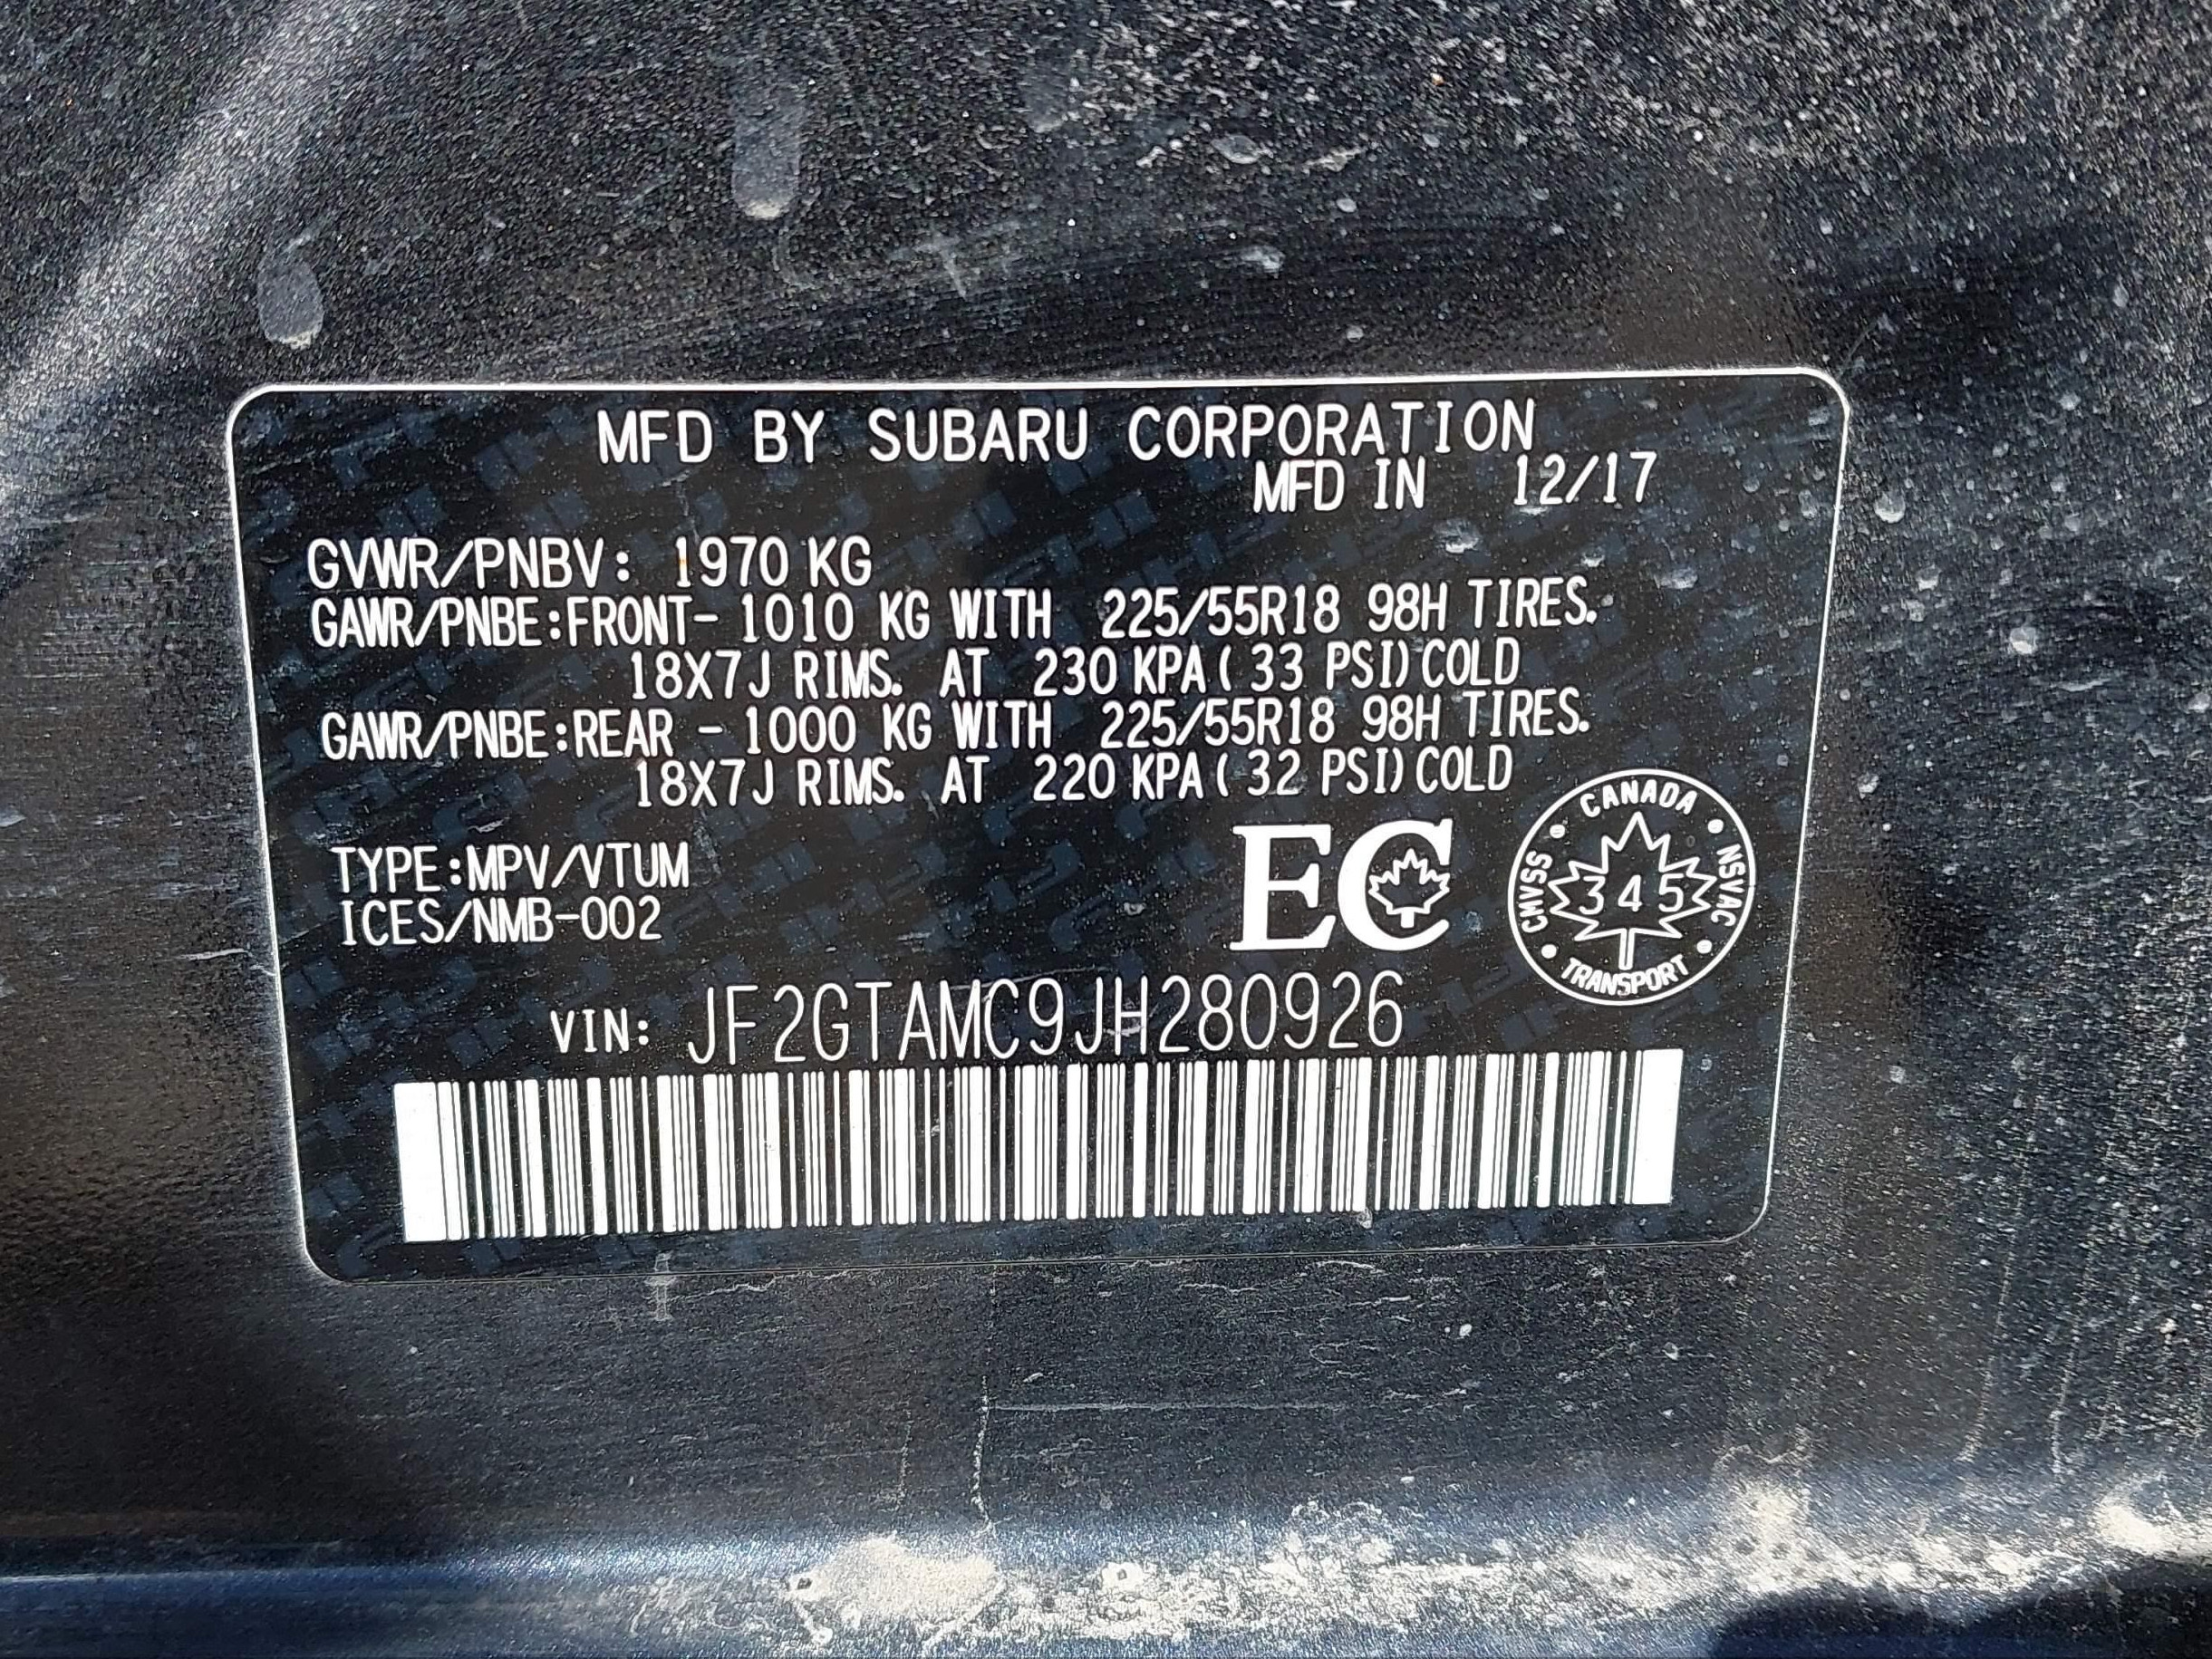 MFD BY SUBARU CORPORATION
MFD IN 12/17
GVWR/PNBV: 1970 KG
GAWR/PNBE:FRONT- 1010 KG WITH 225/55R18 98H TIRES.
18X7J RIMS. AT 230 KPA( 33 PSI)COLD
GAWR/PNBE:REAR - 1000 KG WITH 225/55R18 98H TIRES.
18X7J RIMS. AT 220 KPA( 32 PSI)COLD
TYPE:MPV/VTUM
ICES/NMB-002
EC
CANADA
CMVSS
345
NSVAC
TRANSPORT
VIN: JF2GTAMC9JH280926